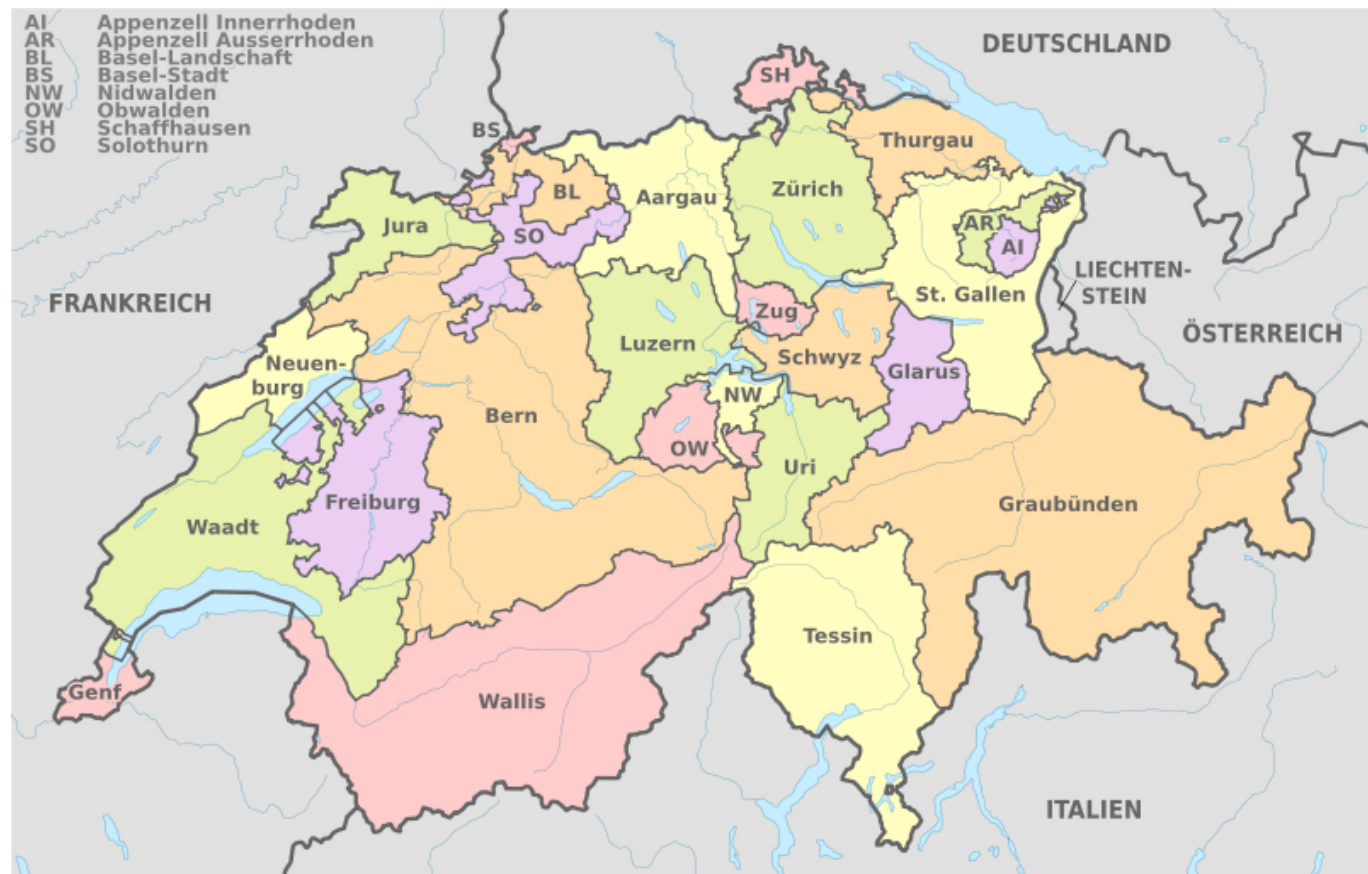 AI Appenzell Innerrhoden
AR Appenzell Ausserrhoden
BL Basel-Landschaft
BS Basel-Stadt
NW Nidwalden
OW Obwalden
SH Schaffhausen
SO Solothurn
DEUTSCHLAND
SH
BS
Thurgau
BL
Aargau
Zürich
Jura
SO
AR
AI
LIECHTEN-
STEIN
FRANKREICH
St. Gallen
Zug
ÖSTERREICH
Luzern
Schwyz
Neuen-
burg
Glarus
NW
Bern
OW
Uri
Freiburg
Graubünden
Waadt
Tessin
Genf
Wallis
ITALIEN